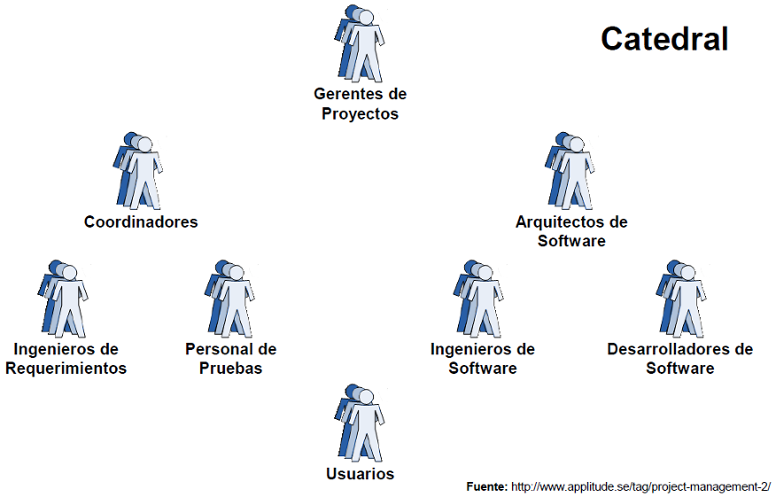 Catedral
Gerentes de
Proyectos
Coordinadores
Arquitectos de
Software
Ingenieros de
Requerimientos
Personal de
Pruebas
Ingenieros de
Software
Desarrolladores de
Software
Usuarios
Fuente: http://www.applitude.se/tag/project-management-2/